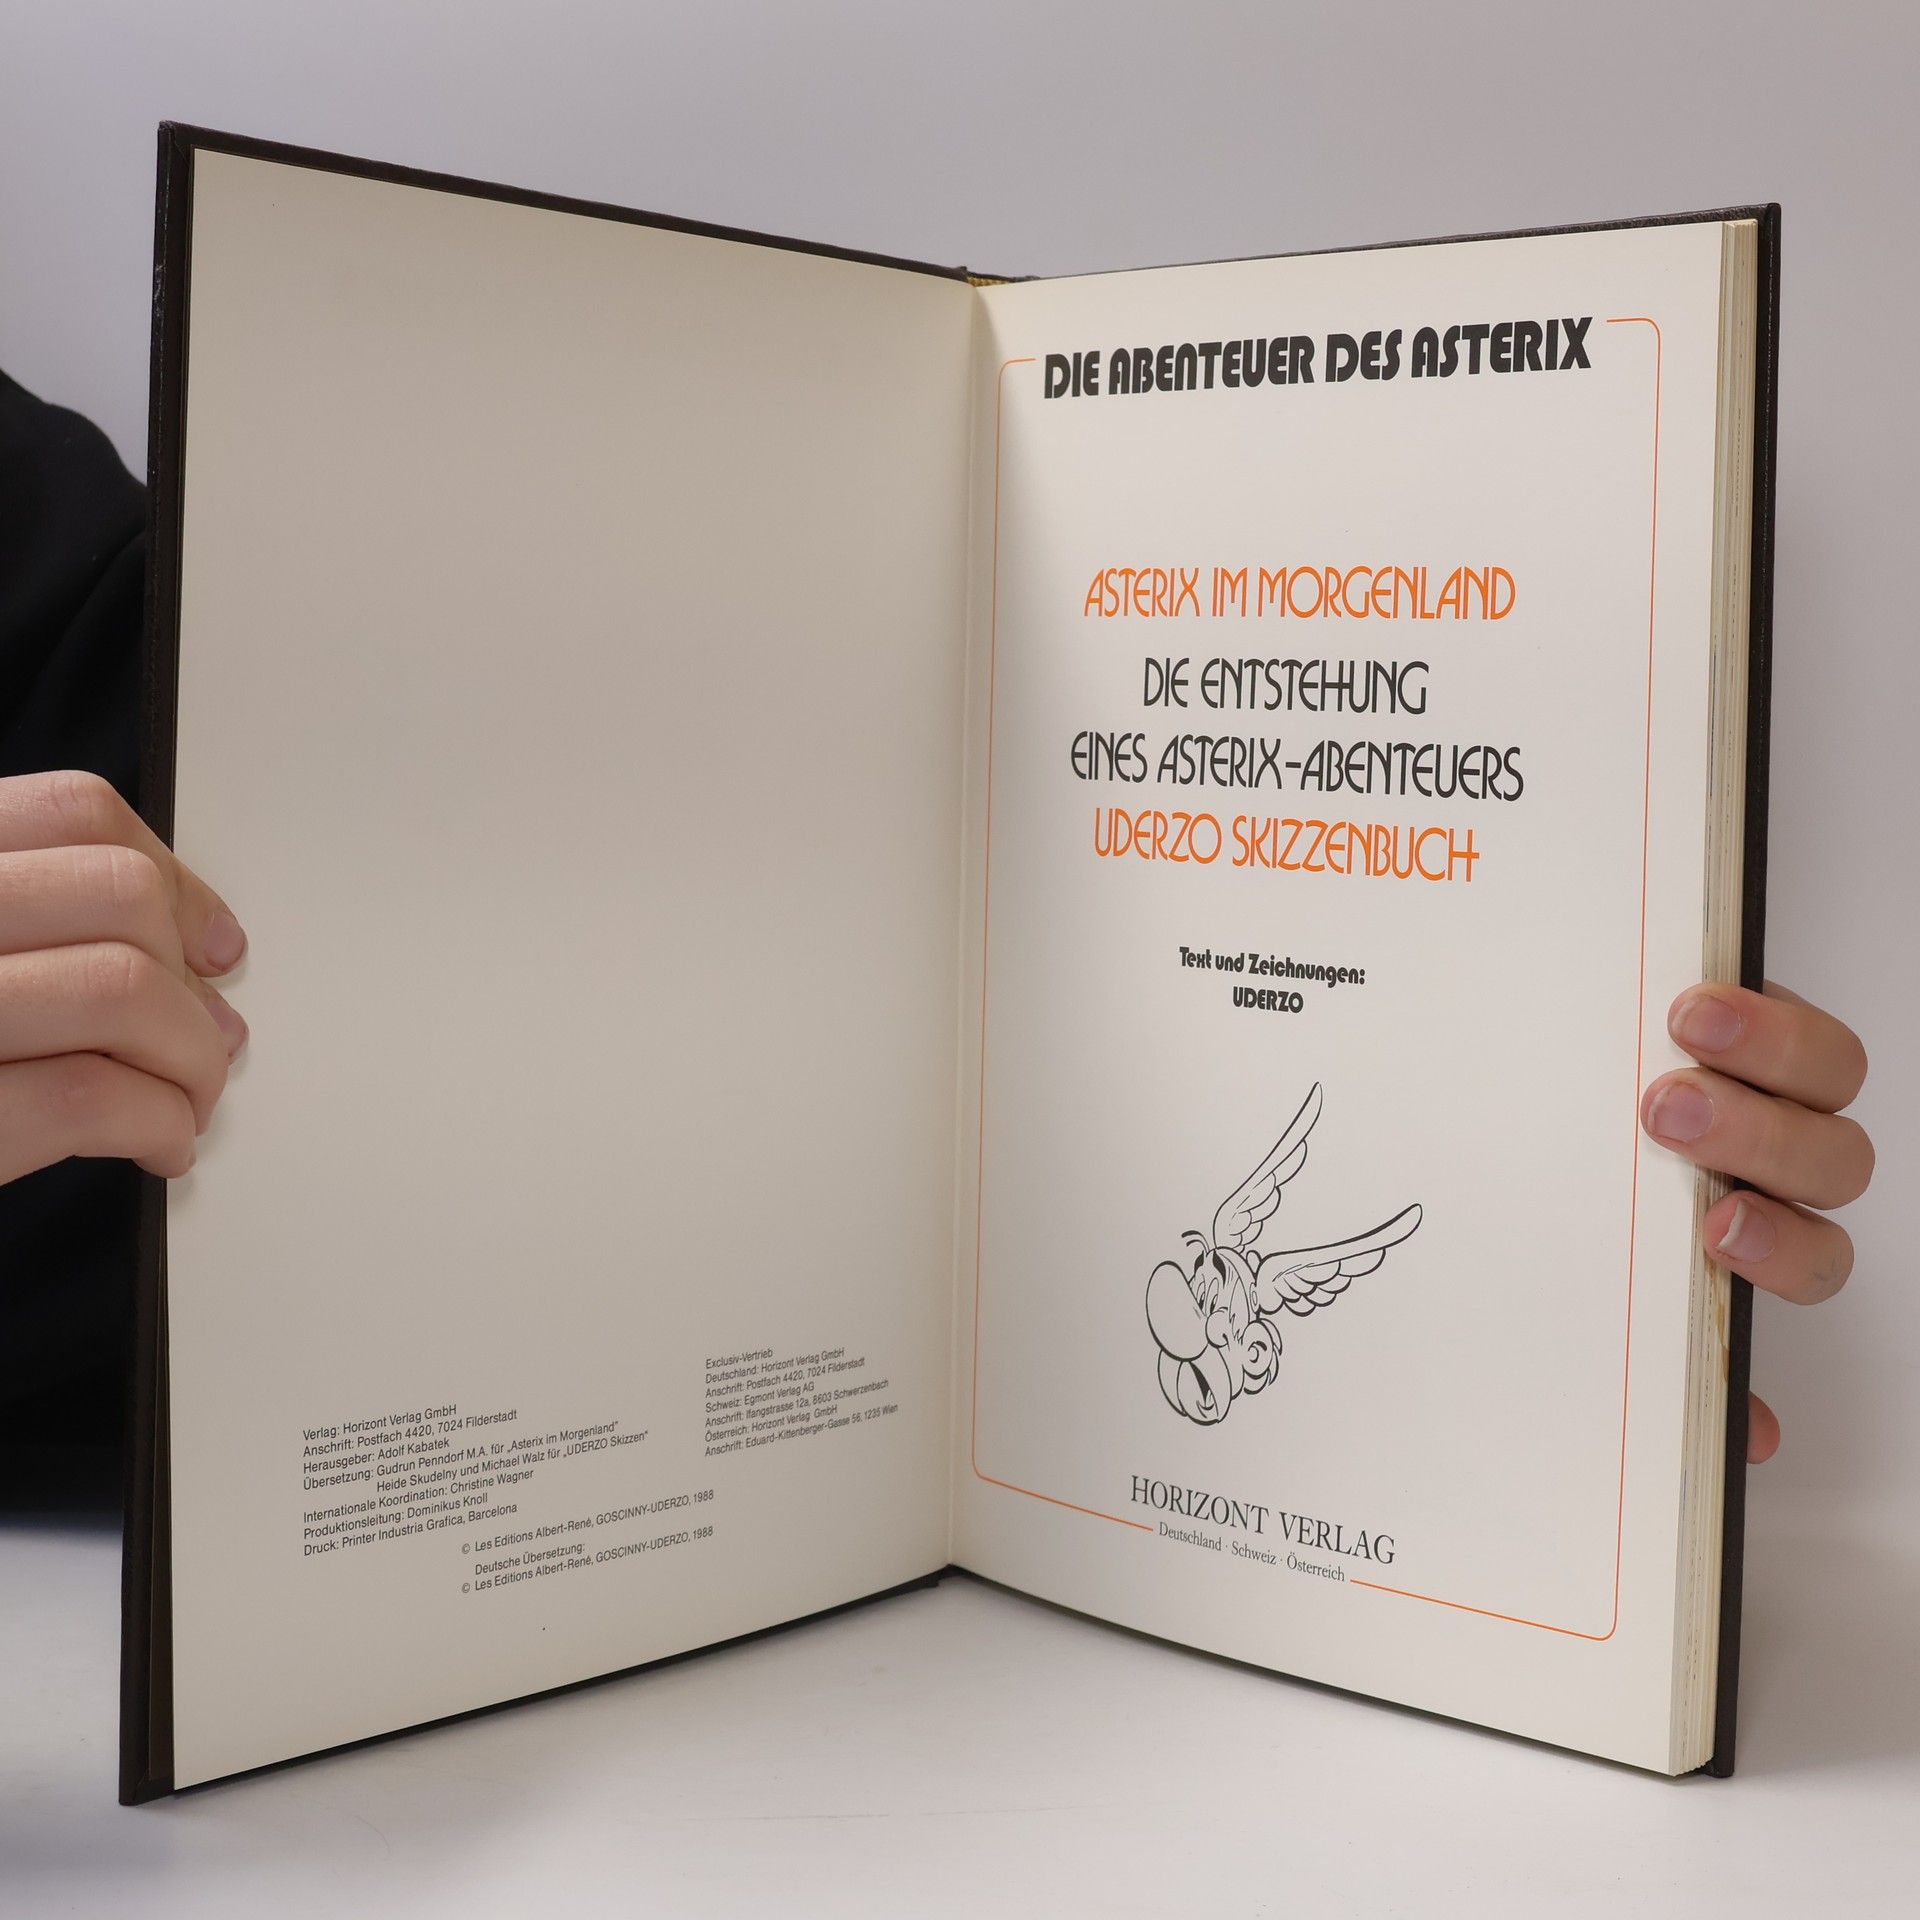 Verlag: Horizont Verlag GmbH
Anschrift: Postfach 4420, 7024 Filderstadt
Herausgeber: Adolf Kabatek
Übersetzung: Gudrun Penndorf M.A. für „Asterix im Morgenland"
Heide Skudelny und Michael Walz für „UDERZO Skizzen"
Internationale Koordination: Christine Wagner
Produktionsleitung: Dominikus Knoll
Druck: Printer Industria Grafica, Barcelona
© Les Editions Albert-René, GOSCINNY-UDERZO, 1988
Deutsche Übersetzung:
© Les Editions Albert-René, GOSCINNY-UDERZO, 1988
Exclusiv-Vertrieb
Deutschland: Horizont Verlag GmbH
Anschrift: Postfach 4420, 7024 Filderstadt
Schweiz: Egmont Verlag AG
Anschrift: Ifangstrasse 12a, 8603 Schwerzenbach
Österreich: Horizont Verlag GmbH
Anschrift: Eduard-Kittenberger-Gasse 56, 1235 Wien
DIE ABENTEUER DES ASTERIX
ASTERIX IM MORGENLAND
DIE ENTSTEHUNG
EINES ASTERIX-ABENTEUERS
UDERZO SKIZZENBUCH
Text und Zeichnungen:
UDERZO
HORIZONT VERLAG
Deutschland · Schweiz · Österreich